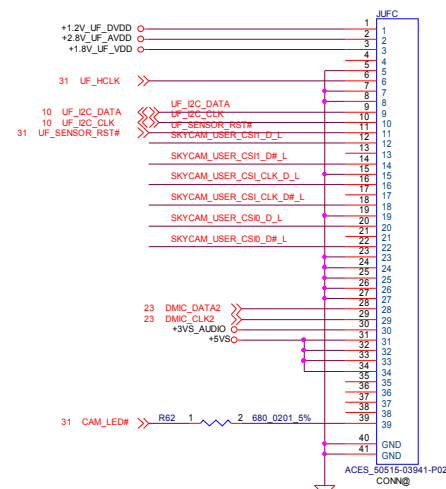 JUFC
+1.2V_UF_DVDD 1 1
+2.8V_UF_AVDD 2 2
+1.8V_UF_VDD 3 3
4 4
5 5
31 UF_HCLK 6 6
7 7
8 8
10 UF_I2C_DATA UF_I2C_DATA 9 9
10 UF_I2C_CLK UF_I2C_CLK 10 10
31 UF_SENSOR_RST# UF_SENSOR_RST# 11 11
SKYCAM_USER_CSI1_D_L 12 12
13 13
SKYCAM_USER_CSI1_D#_L 14 14
15 15
SKYCAM_USER_CSI_CLK_D_L 16 16
17 17
SKYCAM_USER_CSI_CLK_D#_L 18 18
19 19
SKYCAM_USER_CSI0_D_L 20 20
21 21
SKYCAM_USER_CSI0_D#_L 22 22
23 23
24 24
25 25
26 26
27 27
23 DMIC_DATA2 28 28
23 DMIC_CLK2 29 29
+3VS_AUDIO 30 30
+5VS 31 31
32 32
33 33
34 34
35 35
36 36
37 37
38 38
31 CAM_LED# R62 1 2 680_0201_5% 39 39
40 GND
41 GND
ACES_50515-03941-P02
CONN@